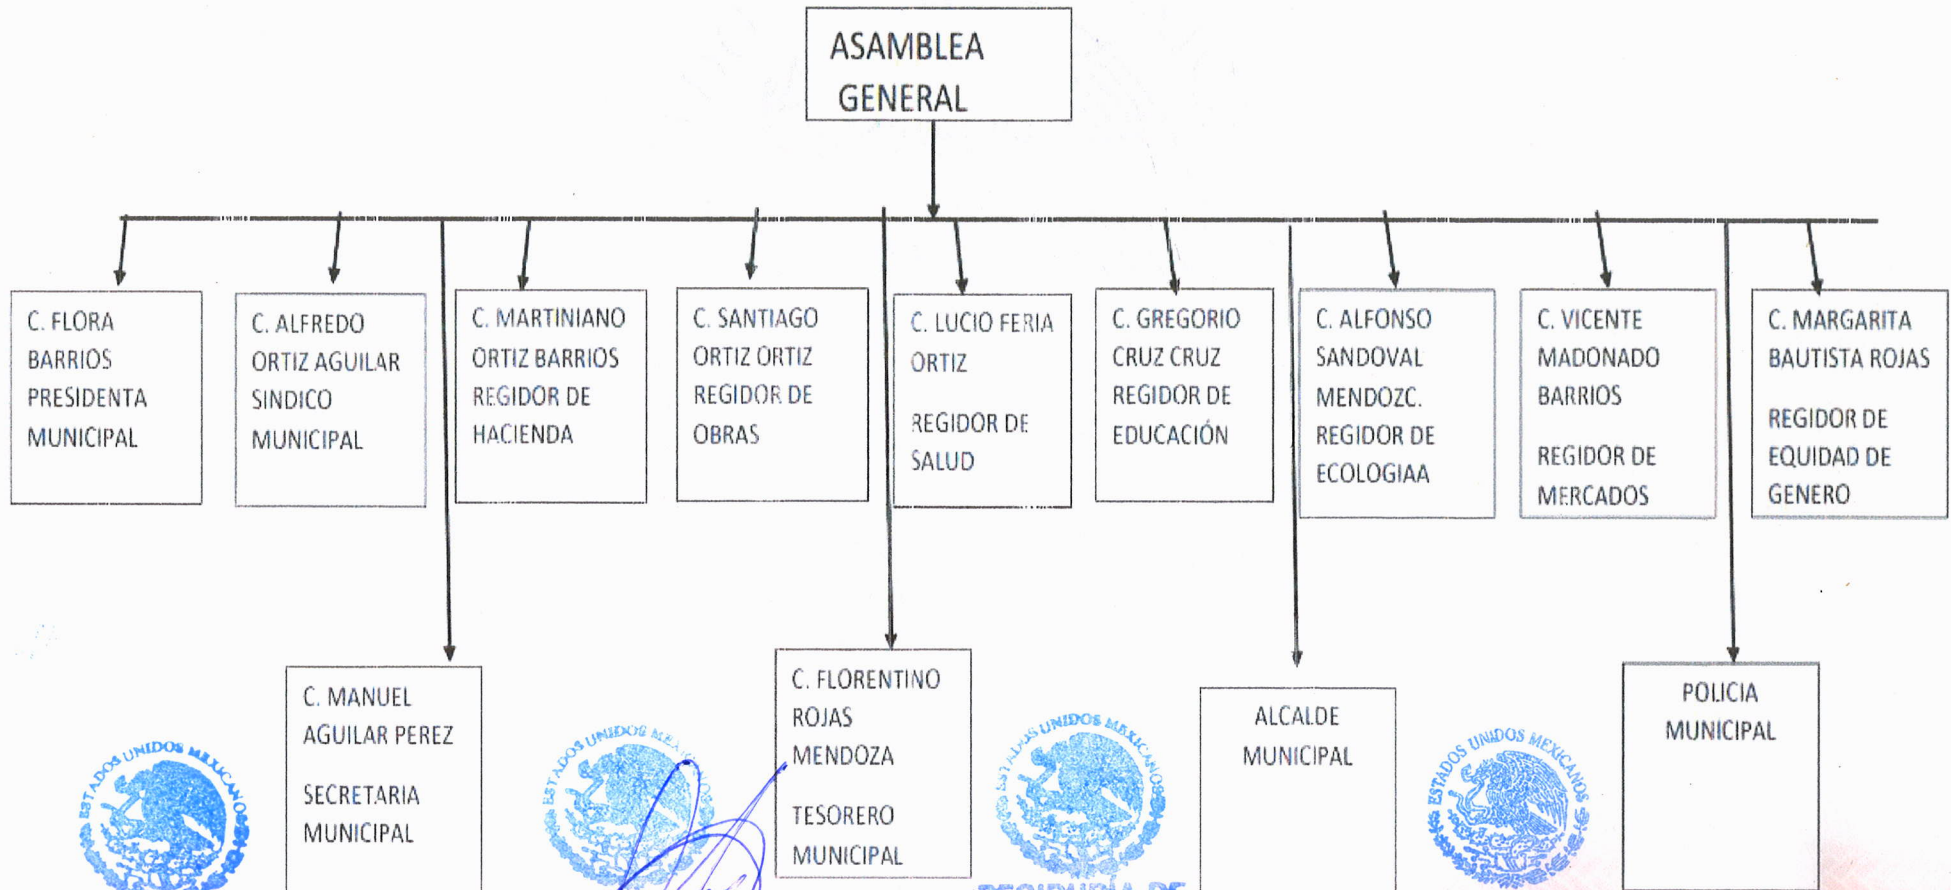 ASAMBLEA
GENERAL
C. FLORA
BARRIOS
PRESIDENTA
MUNICIPAL
C. ALFREDO
ORTIZ AGUILAR
SINDICO
MUNICIPAL
C. MARTINIANO
ORTIZ BARRIOS
REGIDOR DE
HACIENDA
C. SANTIAGO
ORTIZ ORTIZ
REGIDOR DE
OBRAS
C. LUCIO FERIA
ORTIZ
REGIDOR DE
SALUD
C. GREGORIO
CRUZ CRUZ
REGIDOR DE
EDUCACIÓN
C. ALFONSO
SANDOVAL
MENDOZC.
REGIDOR DE
ECOLOGIAA
C. VICENTE
MADONADO
BARRIOS
REGIDOR DE
MERCADOS
C. MARGARITA
BAUTISTA ROJAS
REGIDOR DE
EQUIDAD DE
GENERO
C. MANUEL
AGUILAR PEREZ
SECRETARIA
MUNICIPAL
C. FLORENTINO
ROJAS
MENDOZA
TESORERO
MUNICIPAL
ALCALDE
MUNICIPAL
POLICIA
MUNICIPAL
ESTADOS UNIDOS MEXICANOS
ESTADOS UNIDOS MEXICANOS
ESTADOS UNIDOS MEXICANOS
REGIDURÍA DE
ESTADOS UNIDOS MEXICANOS